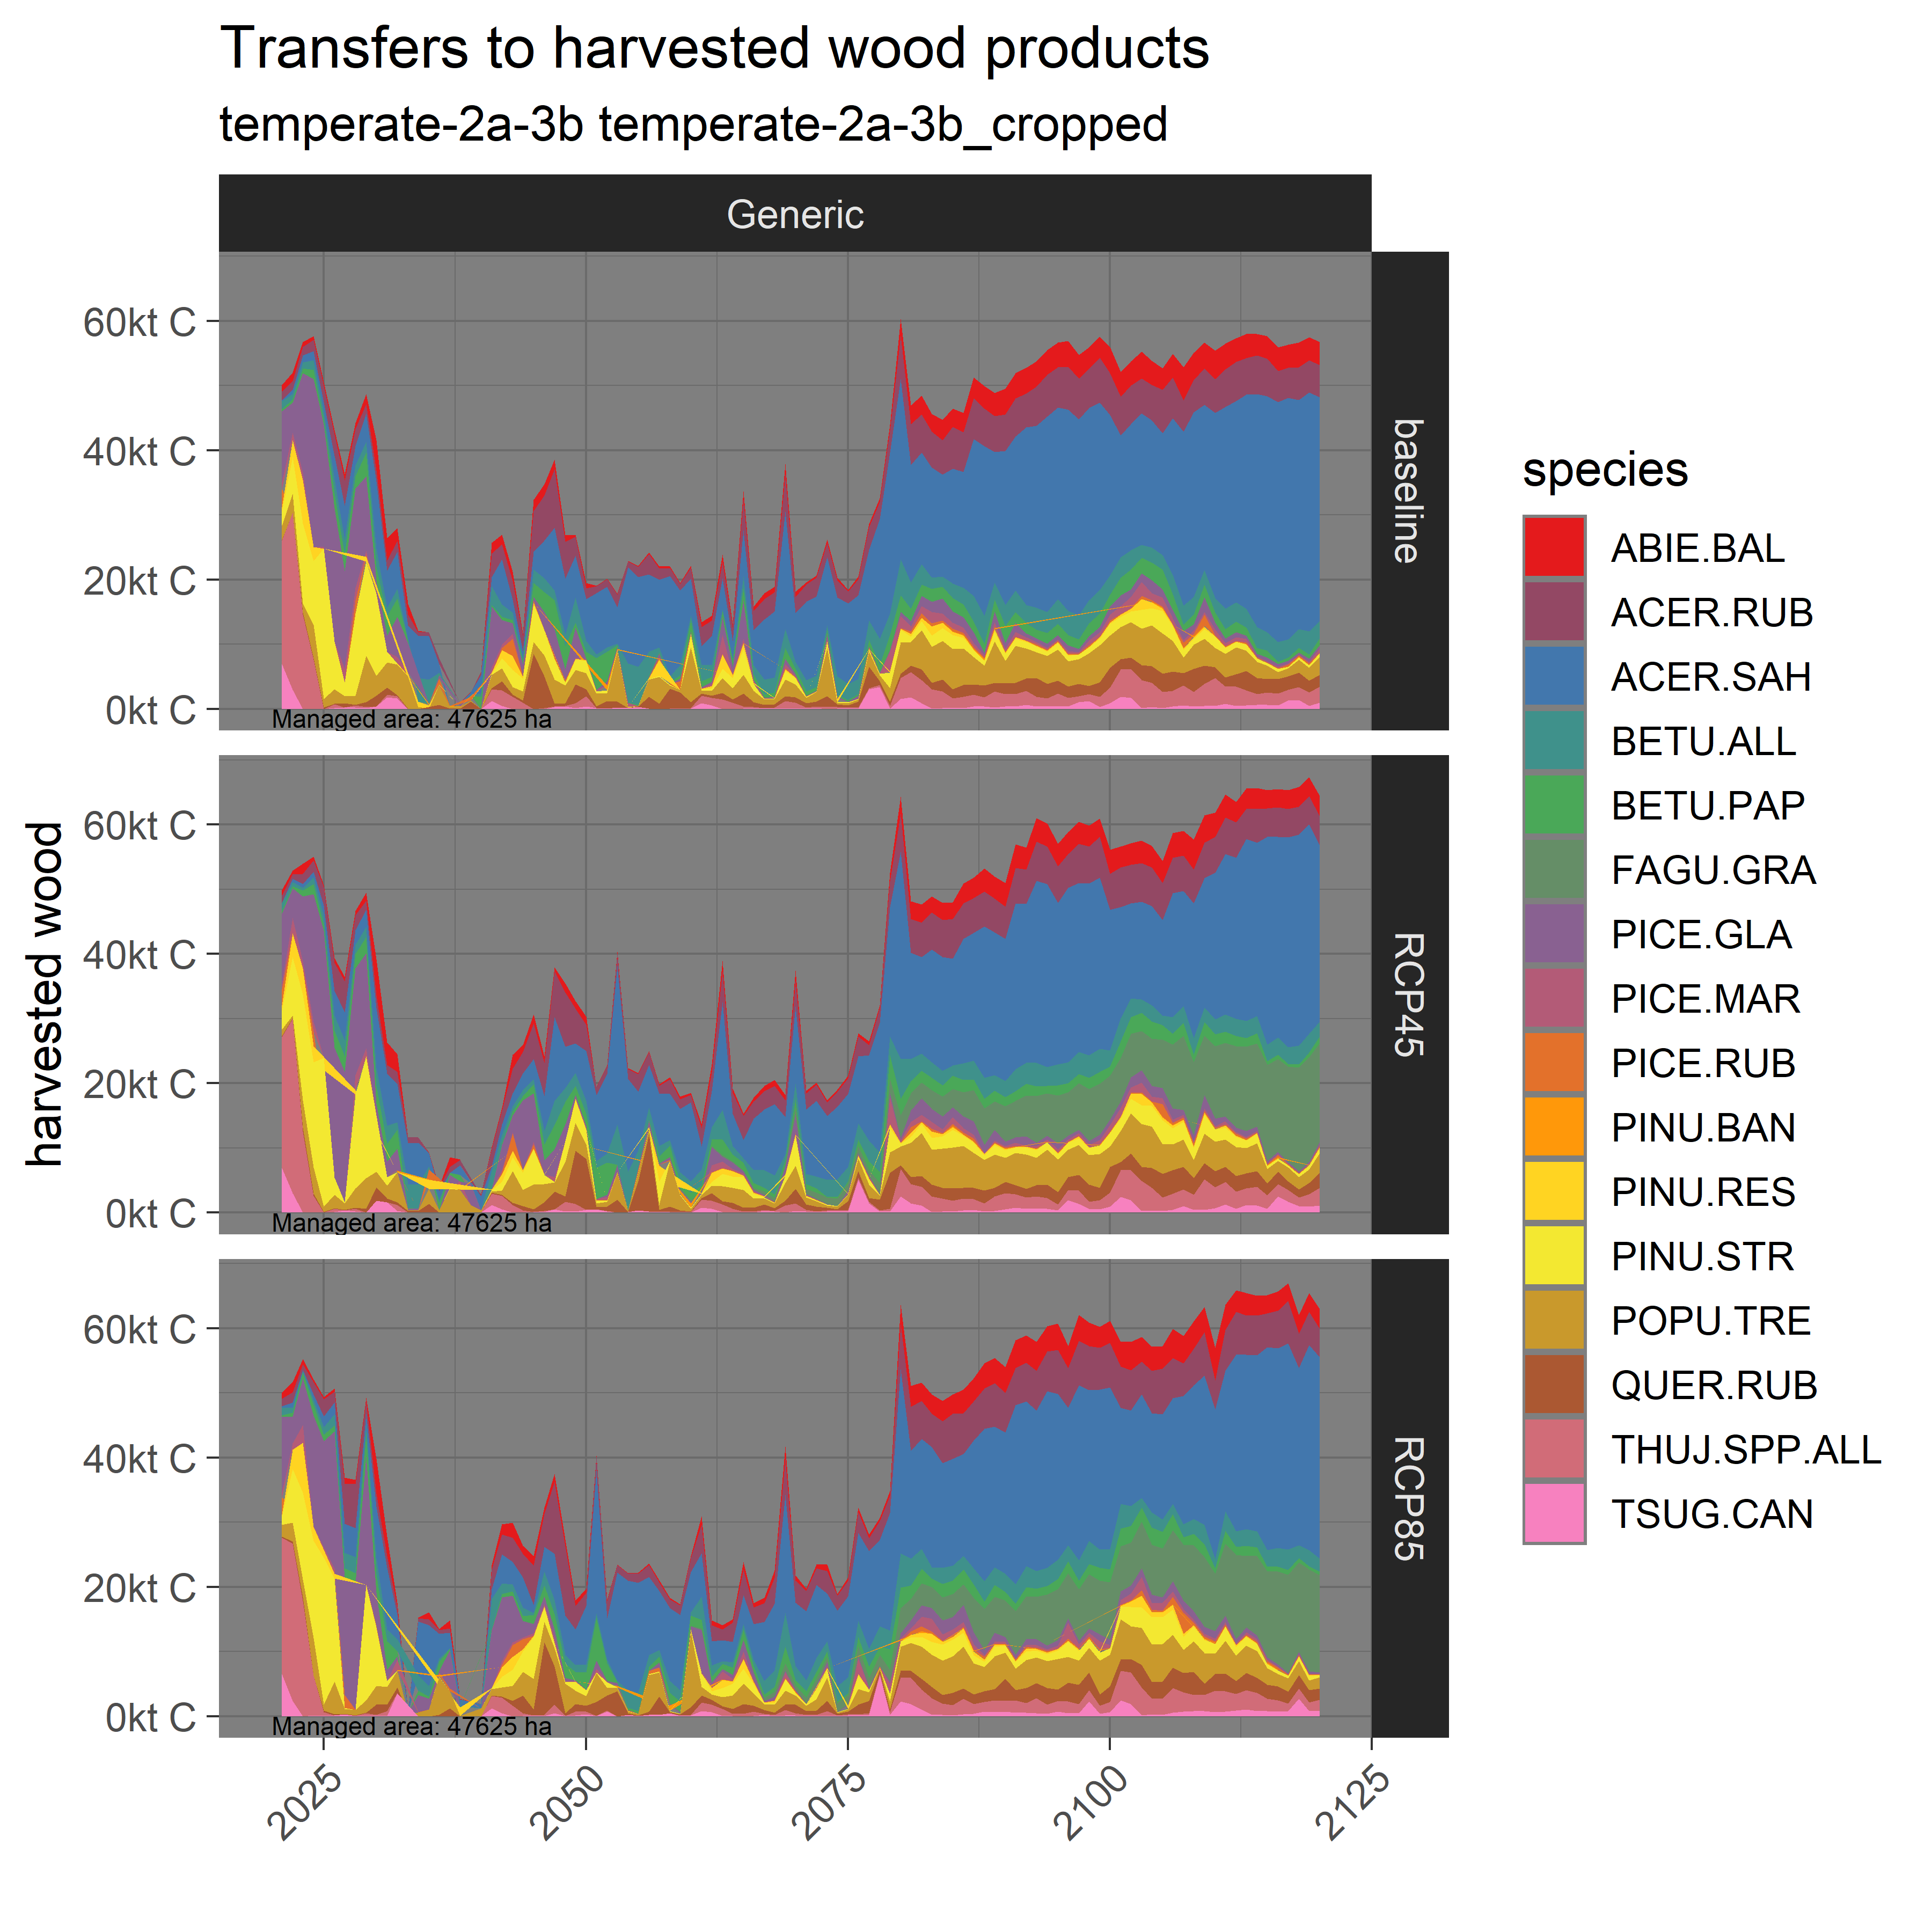 Transfers to harvested wood products
temperate-2a-3b temperate-2a-3b_cropped
Generic
60kt C
40kt C
20kt C
0kt C
Managed area: 47625 ha
baseline
60kt C
40kt C
20kt C
0kt C
Managed area: 47625 ha
RCP45
60kt C
40kt C
20kt C
0kt C
Managed area: 47625 ha
RCP85
harvested wood
2025
2050
2075
2100
2125
species
ABIE.BAL
ACER.RUB
ACER.SAH
BETU.ALL
BETU.PAP
FAGU.GRA
PICE.GLA
PICE.MAR
PICE.RUB
PINU.BAN
PINU.RES
PINU.STR
POPU.TRE
QUER.RUB
THUJ.SPP.ALL
TSUG.CAN